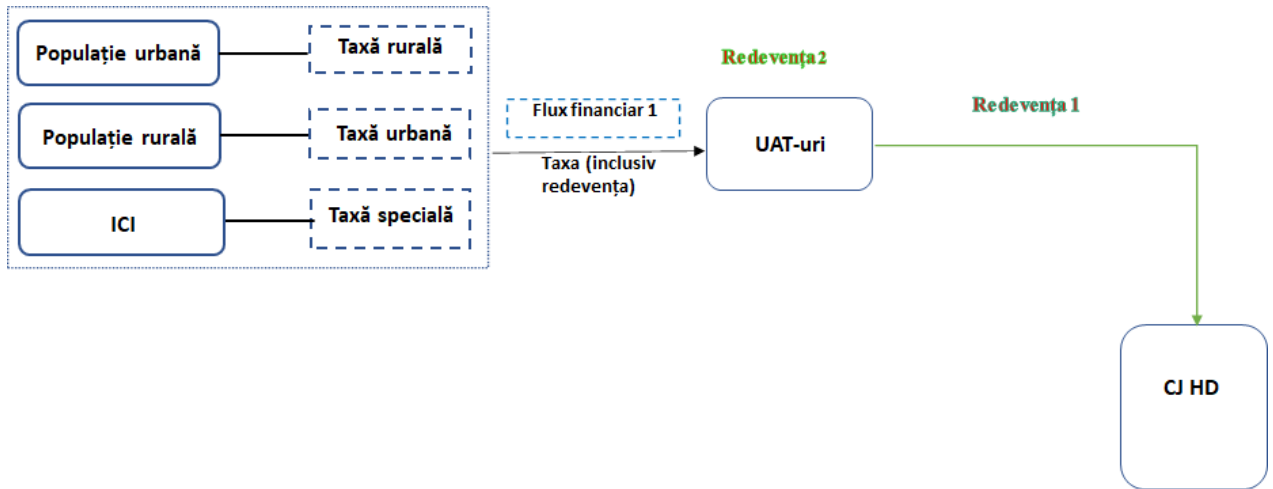 Populație urbană
Taxă rurală
Populație rurală
Taxă urbană
ICI
Taxă specială
Flux financiar 1
Taxa (inclusiv
redevența)
Redevența 2
UAT-uri
Redevența 1
CJ HD